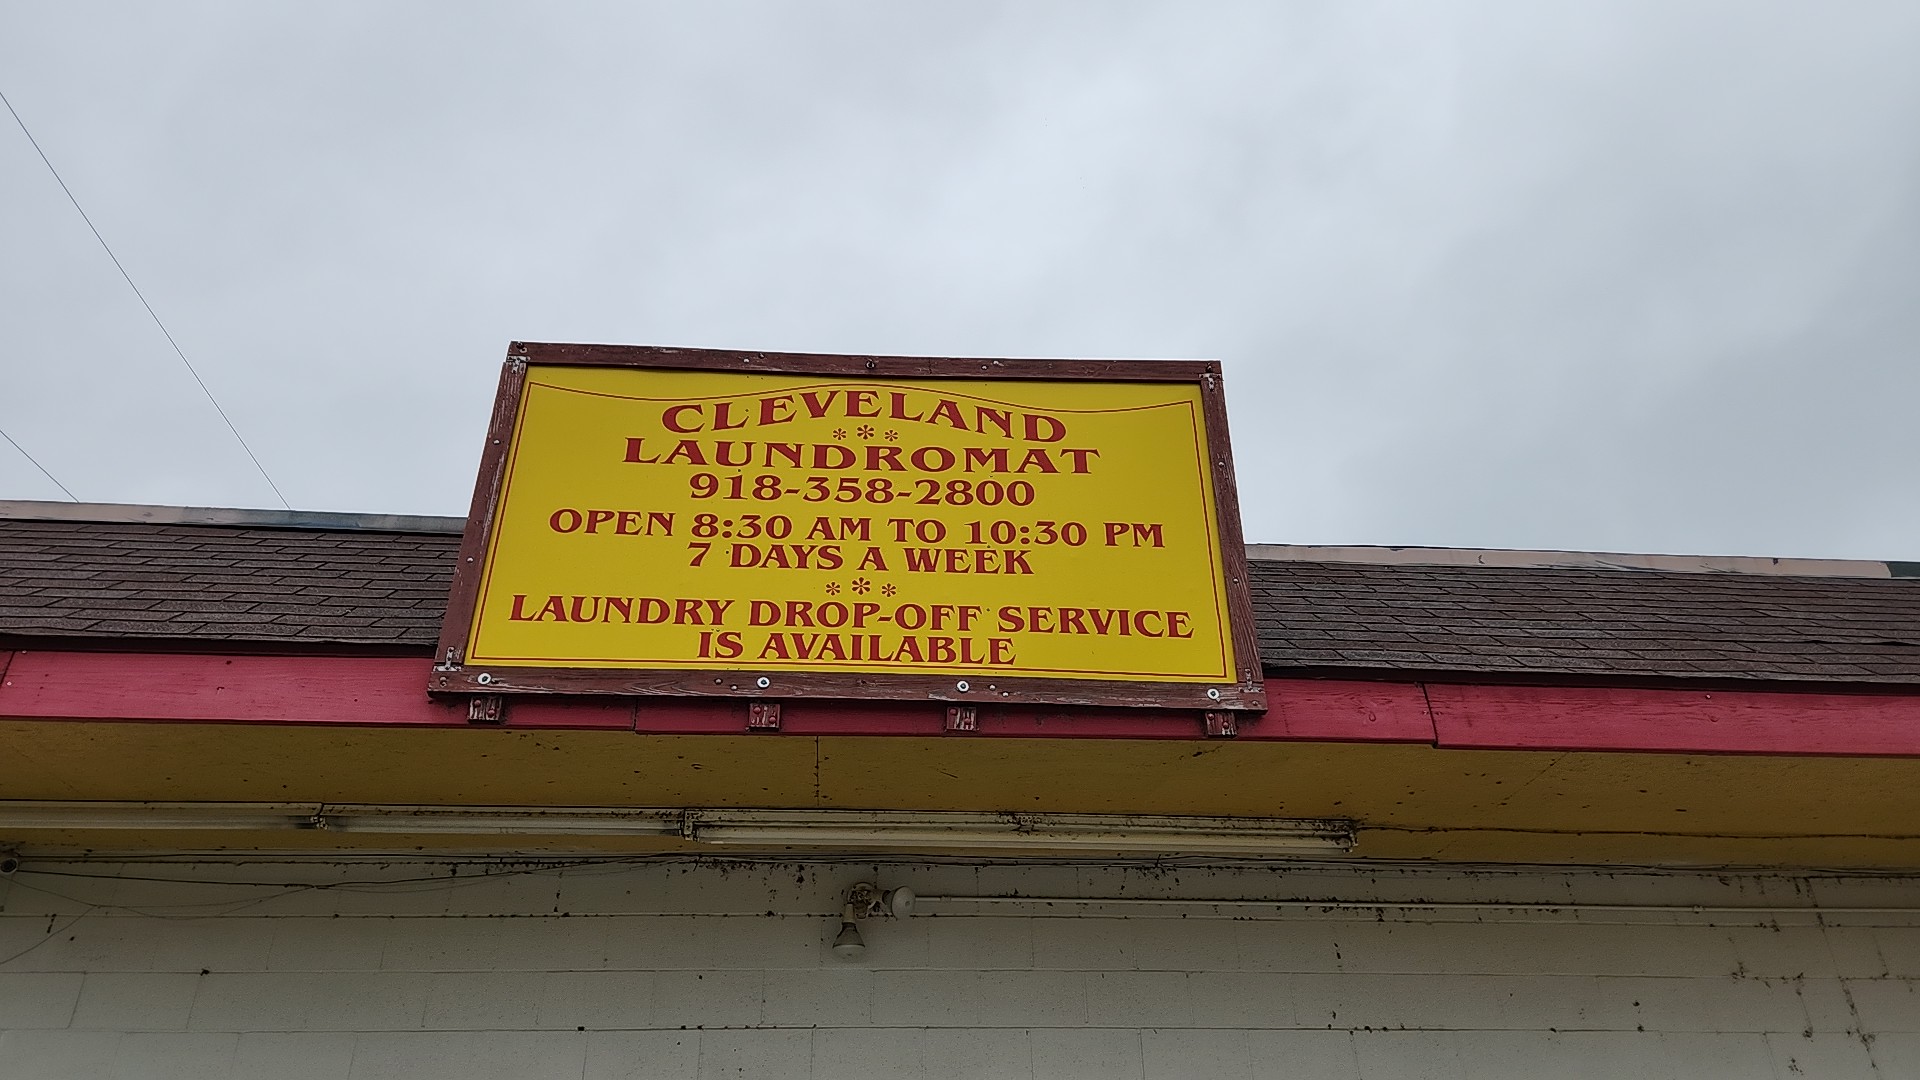 CLEVELAND
***
LAUNDROMAT
918-358-2800
OPEN 8:30 AM TO 10:30 PM
7 DAYS A WEEK
***
LAUNDRY DROP-OFF SERVICE
IS AVAILABLE